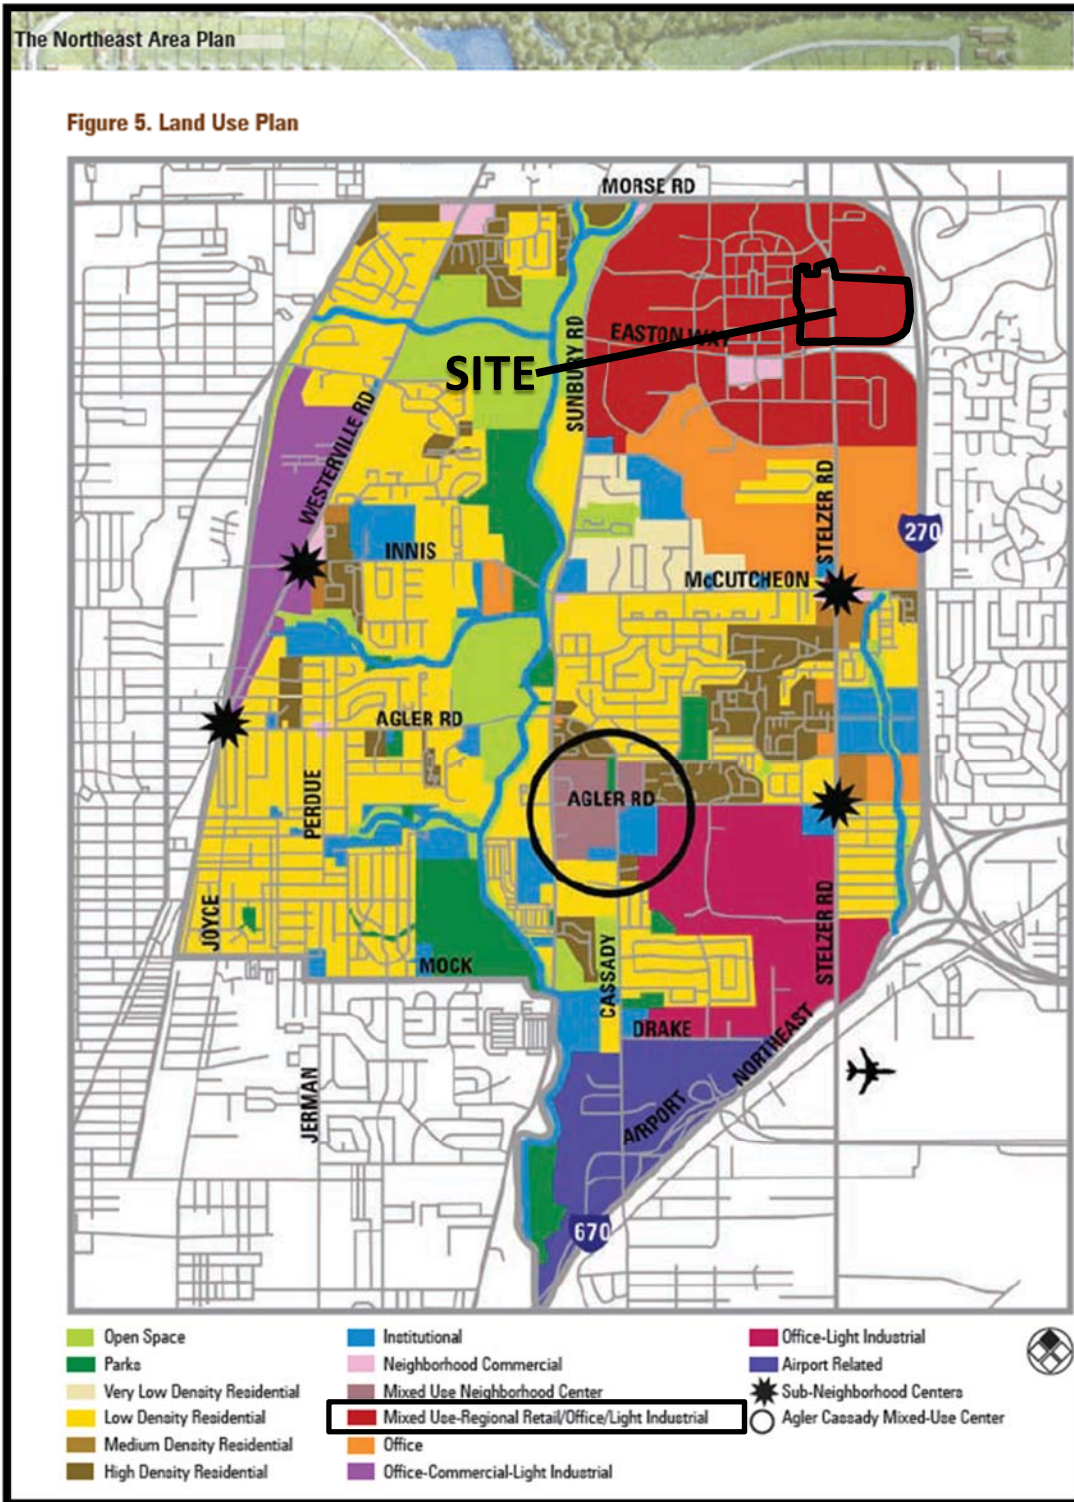 The Northeast Area Plan
Figure 5. Land Use Plan
MORSE RD
EASTON WAY
SITE
SUNBURY RD
WESTERVILLE RD
STELZER RD
270
INNIS
McCUTCHEON
AGLER RD
AGLER RD
PERDUE
JOYCE
STELZER RD
MOCK
CASSADY
DRAKE
NORTHEAST
AIRPORT
JERMAN
670
Open Space
Parks
Very Low Density Residential
Low Density Residential
Medium Density Residential
High Density Residential
Institutional
Neighborhood Commercial
Mixed Use Neighborhood Center
Mixed Use-Regional Retail/Office/Light Industrial
Office
Office-Commercial-Light Industrial
Office-Light Industrial
Airport Related
Sub-Neighborhood Centers
Agler Cassady Mixed-Use Center